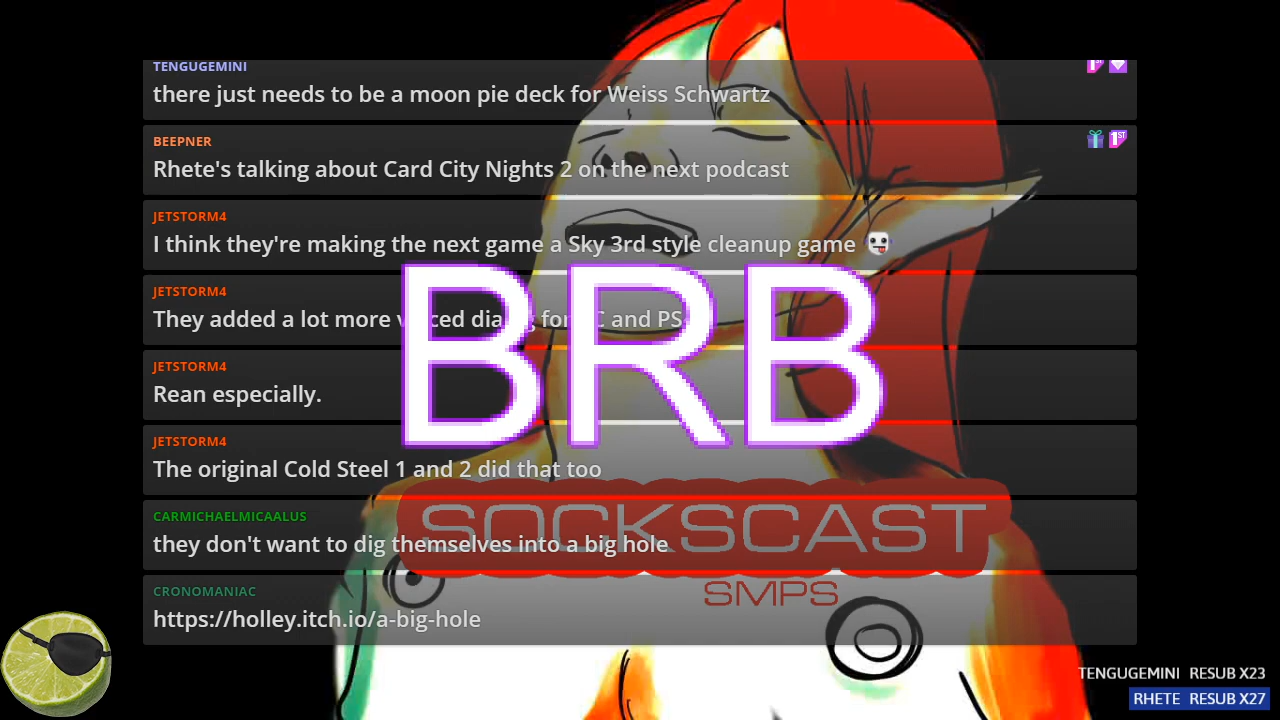 TENGUGEMINI
there just needs to be a moon pie deck for Weiss Schwartz
BEEPNER
1ST
Rhete's talking about Card City Nights 2 on the next podcast
JETSTORM4
I think they're making the next game a Sky 3rd style cleanup game
JETSTORM4
They added a lot more for and PS
JETSTORM4
Rean especially.
BRB
JETSTORM4
The original Cold Steel 1 and 2 did that too
CARMICHAELMICAALUS
they don't want to dig themselves into a big hole
SOCKSCAST
SMPS
CRONOMANIAC
https://holley.itch.io/a-big-hole
TENGUGEMINI RESUB X23
RHETE RESUB X27